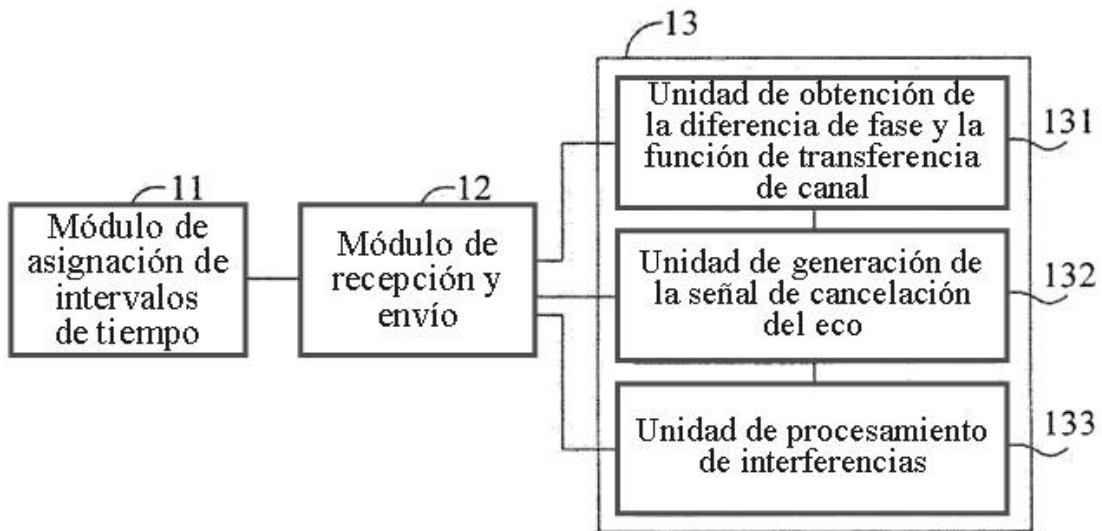 13
Unidad de obtención de
la diferencia de fase y la
función de transferencia
de canal
131
11
Módulo de
asignación de
intervalos
de tiempo
12
Módulo de
recepción y
envío
Unidad de generación de
la señal de cancelación
del eco
132
Unidad de procesamiento
de interferencias
133